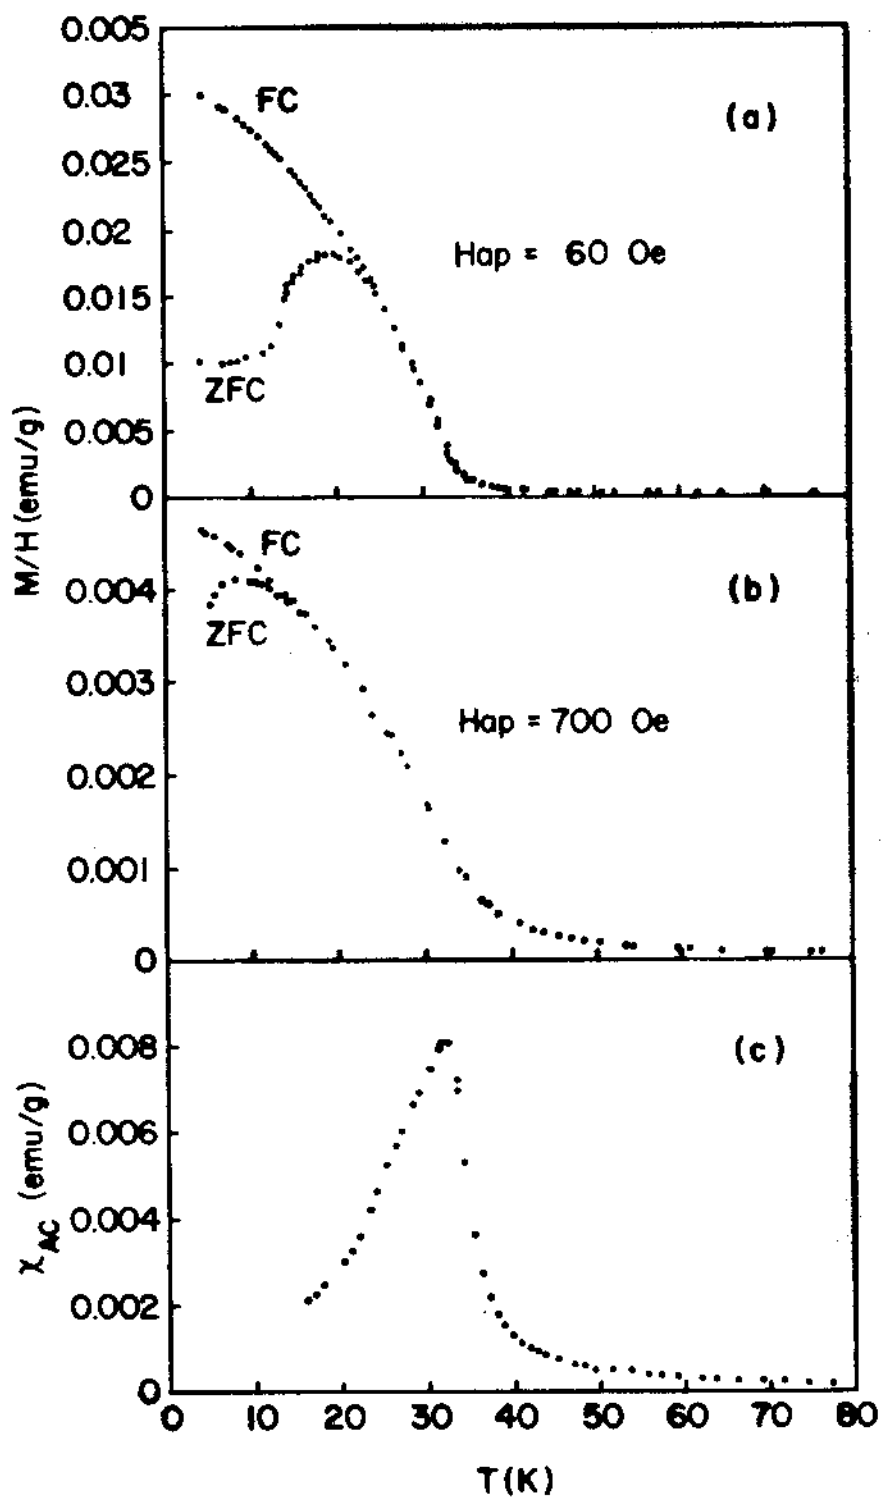 0.005
0.03
0.025
0.02
0.015
0.01
0.005
0
FC
(a)
Hap = 60 Oe
ZFC
M/H (emu/g)
0.004
0.003
0.002
0.001
0
FC
(b)
ZFC
Hap = 700 Oe
χAC (emu/g)
0.008
0.006
0.004
0.002
0
(c)
0 10 20 30 40 50 60 70 80
T(K)